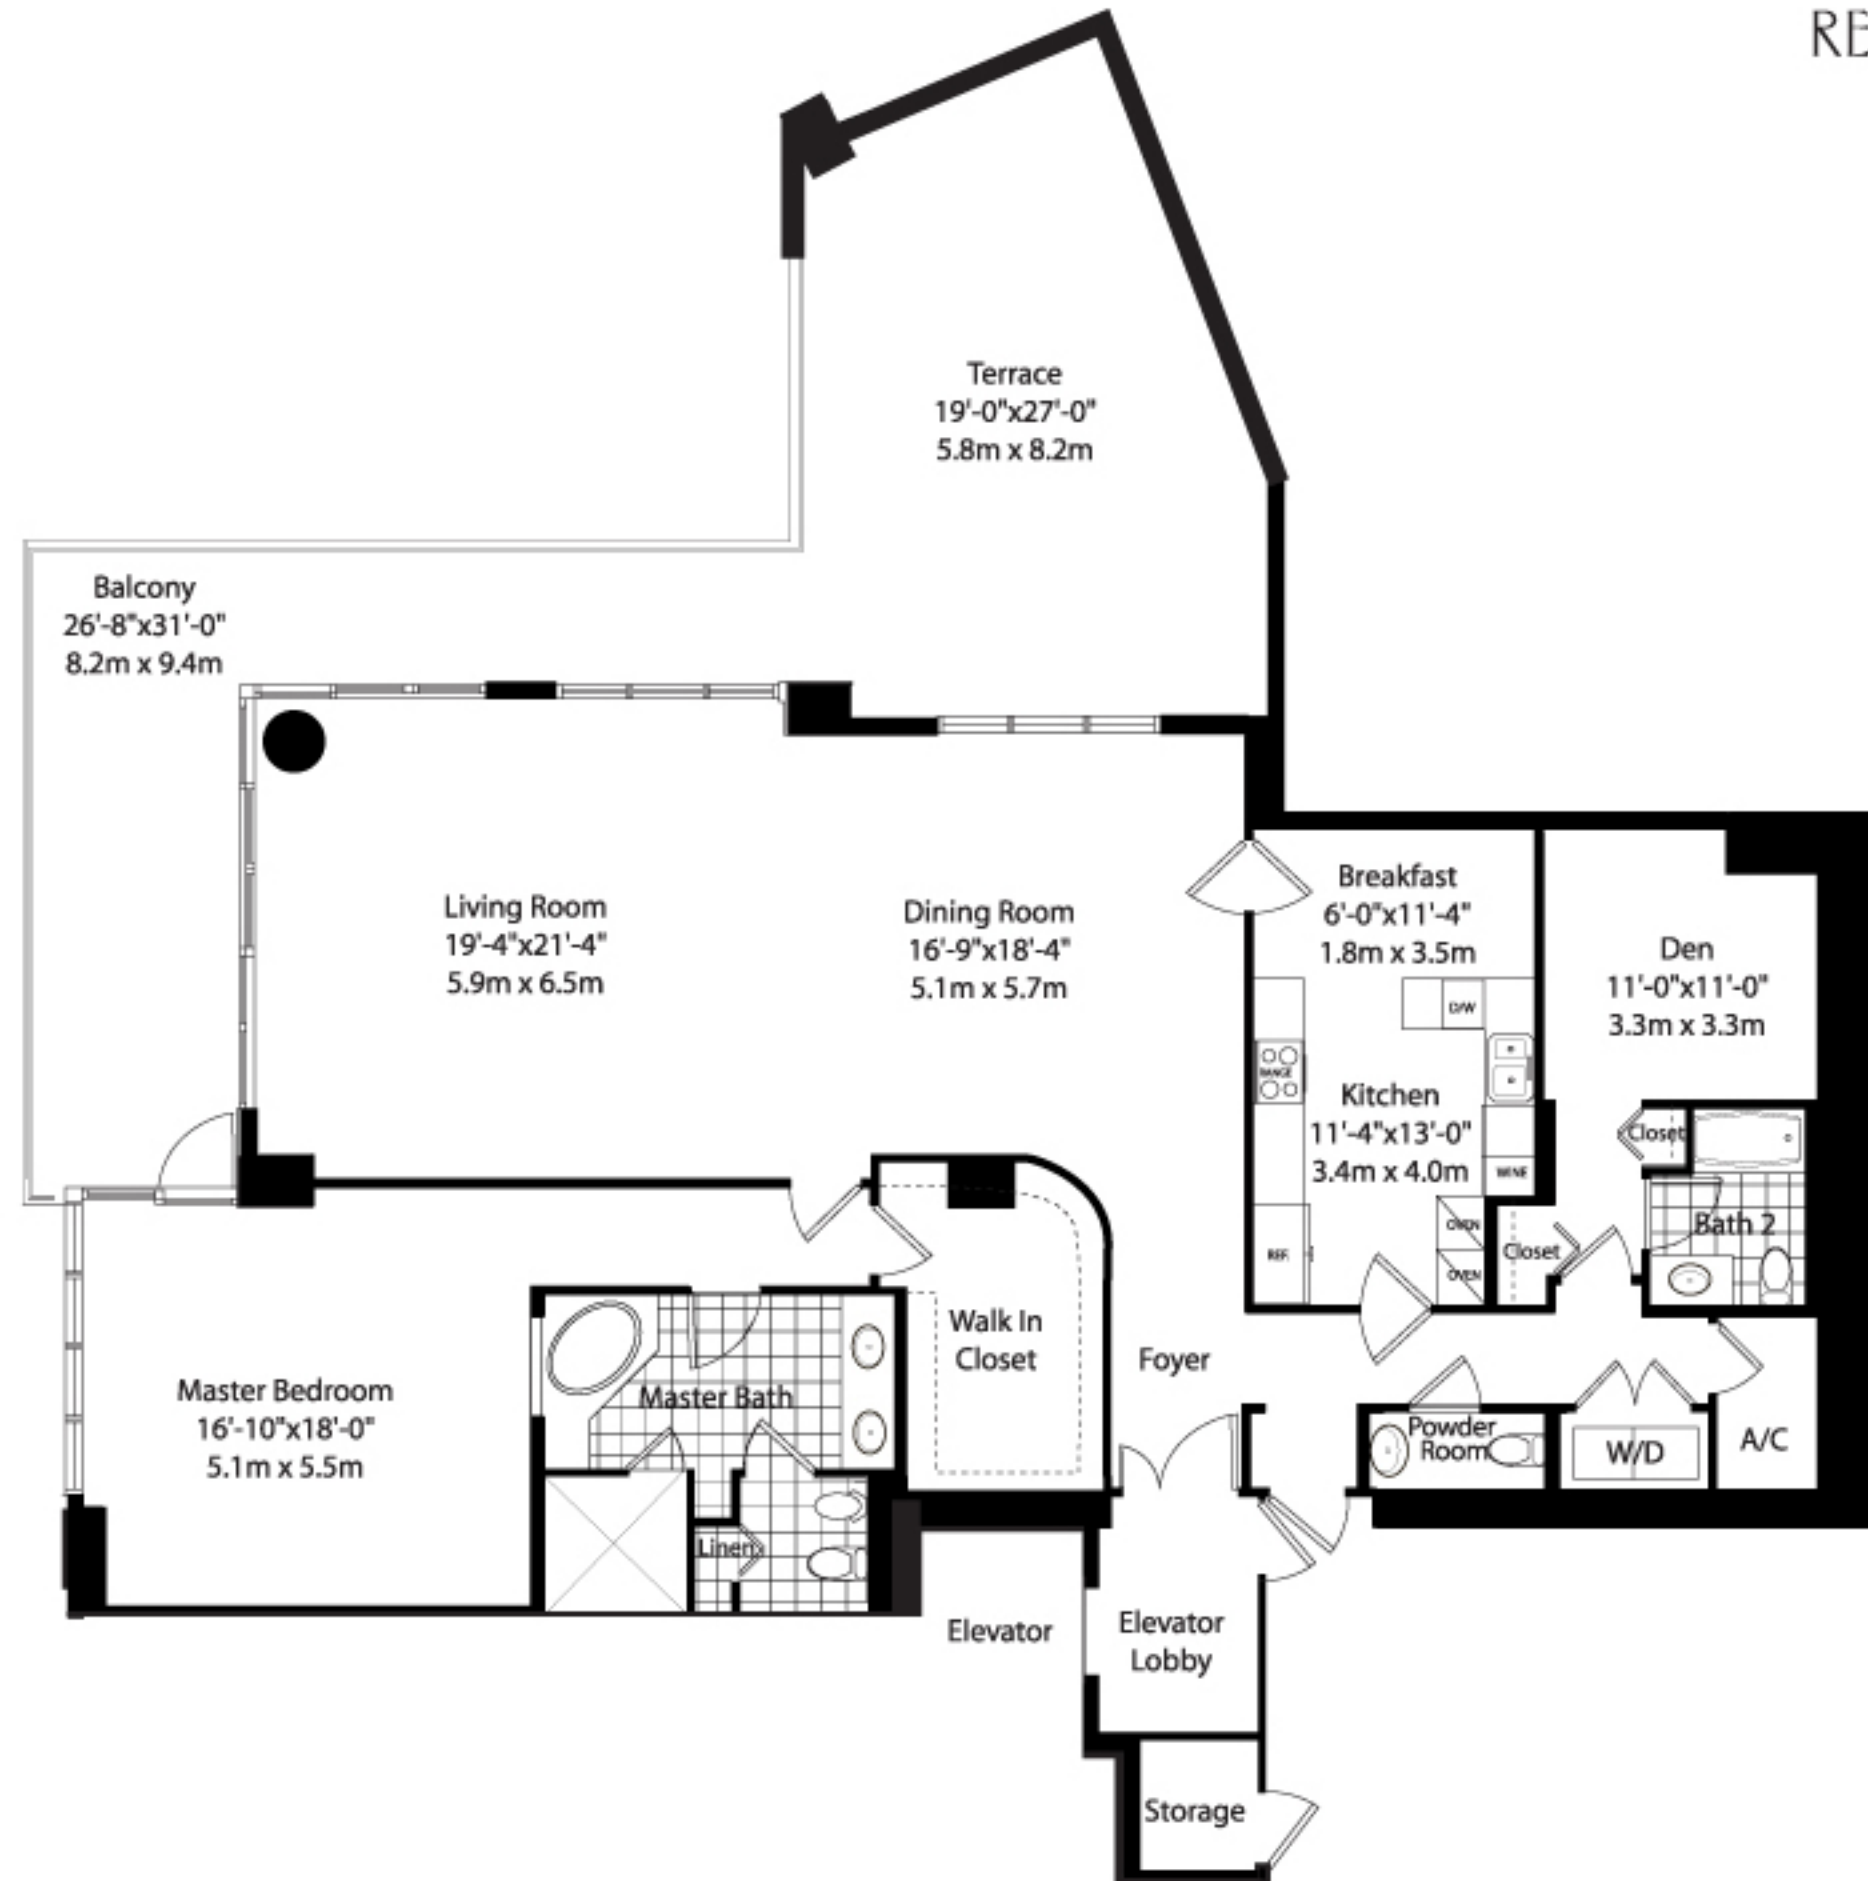 RB
Terrace
19'-0"x27'-0"
5.8m x 8.2m
Balcony
26'-8"x31'-0"
8.2m x 9.4m
Living Room
19'-4"x21'-4"
5.9m x 6.5m
Dining Room
16'-9"x18'-4"
5.1m x 5.7m
Breakfast
6'-0"x11'-4"
1.8m x 3.5m
Den
11'-0"x11'-0"
3.3m x 3.3m
D/W
RANGE
Kitchen
11'-4"x13'-0"
3.4m x 4.0m
WINE
OVEN
OVEN
REF.
Closet
Closet
Bath 2
Walk In
Closet
Foyer
Master Bedroom
16'-10"x18'-0"
5.1m x 5.5m
Master Bath
Linen
Powder
Room
W/D
A/C
Elevator
Elevator
Lobby
Storage